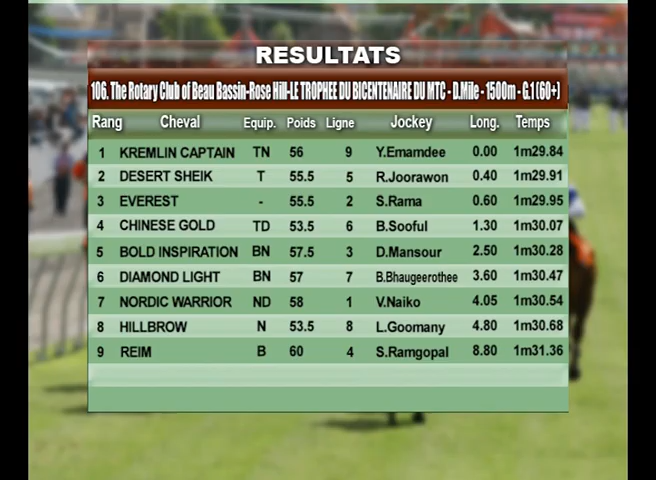 RESULTATS
106. The Rotary Club of Beau Bassin-Rose Hill-LE TROPHEE DU BICENTENAIRE DU MTC - D.Mile - 1500m - G.1(60+)
Rang Cheval Equip. Poids Ligne Jockey Long. Temps
1 KREMLIN CAPTAIN TN 56 9 Y.Emamdee 0.00 1m29.84
2 DESERT SHEIK T 55.5 5 R.Joorawon 0.40 1m29.91
3 EVEREST - 55.5 2 S.Rama 0.60 1m29.95
4 CHINESE GOLD TD 53.5 6 B.Sooful 1.30 1m30.07
5 BOLD INSPIRATION BN 57.5 3 D.Mansour 2.50 1m30.28
6 DIAMOND LIGHT BN 57 7 B.Bhaugeerothee 3.60 1m30.47
7 NORDIC WARRIOR ND 58 1 V.Naiko 4.05 1m30.54
8 HILLBROW N 53.5 8 L.Goomany 4.80 1m30.68
9 REIM B 60 4 S.Ramgopal 8.80 1m31.36